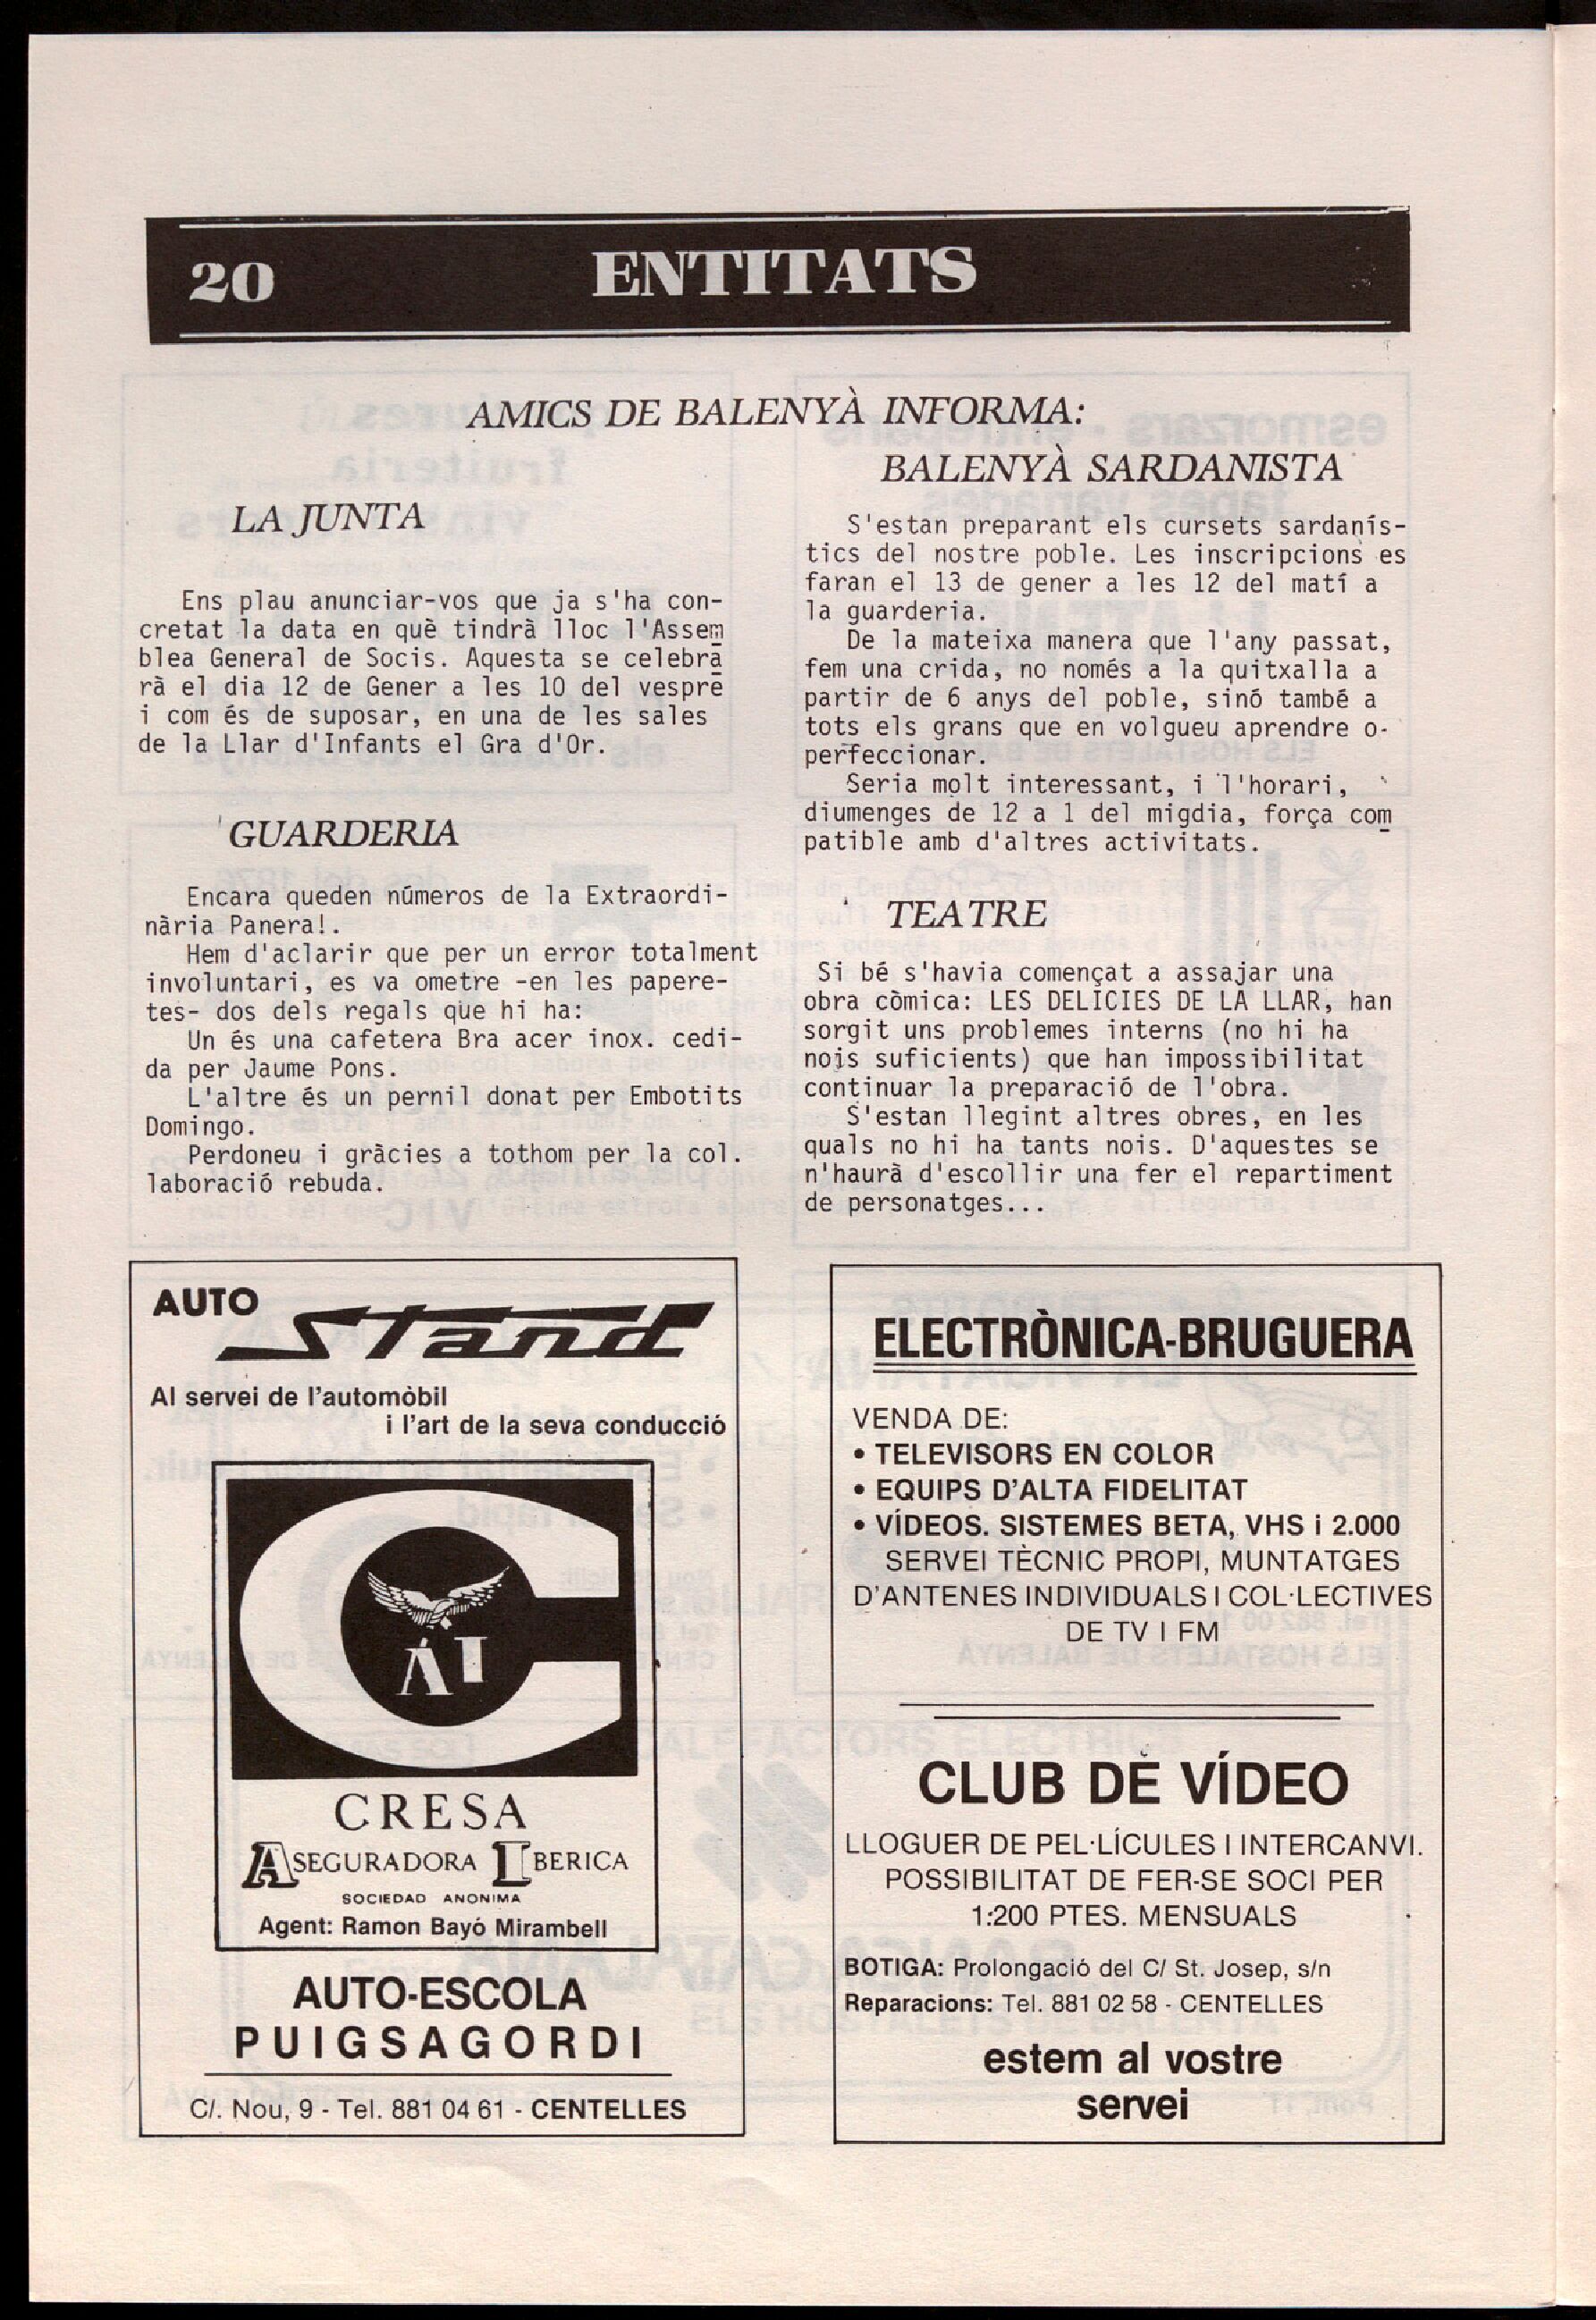 20
ENTITATS
AMICS DE BALENYÀ INFORMA:
LA JUNTA
Ens plau anunciar-vos que ja s'ha con-
cretat la data en què tindrà lloc l'Assem
blea General de Socis. Aquesta se celebra
rà el dia 12 de Gener a les 10 del vespre
i com és de suposar, en una de les sales
de la Llar d'Infants el Gra d'Or.
GUARDERIA
Encara queden números de la Extraordi-
nària Panera!.
Hem d'aclarir que per un error totalment
involuntari, es va ometre -en les papere-
tes- dos dels regals que hi ha:
Un és una cafetera Bra acer inox. cedi-
da per Jaume Pons.
L'altre és un pernil donat per Embotits
Domingo.
Perdoneu i gràcies a tothom per la col.
laboració rebuda.
BALENYÀ SARDANISTA
S'estan preparant els cursets sardanís-
tics del nostre poble. Les inscripcions es
faran el 13 de gener a les 12 del matí a
la guarderia.
De la mateixa manera que l'any passat,
fem una crida, no només a la quitxalla a
partir de 6 anys del poble, sinó també a
tots els grans que en volgueu aprendre o-
perfeccionar.
Seria molt interessant, i l'horari,
diumenges de 12 a 1 del migdia, força com
patible amb d'altres activitats.
TEATRE
Si bé s'havia començat a assajar una
obra còmica: LES DELICIES DE LA LLAR, han
sorgit uns problemes interns (no hi ha
nois suficients) que han impossibilitat
continuar la preparació de l'obra.
S'estan llegint altres obres, en les
quals no hi ha tants nois. D'aquestes se
n'haurà d'escollir una fer el repartiment
de personatges...
AUTO Stand
Al servei de l'automòbil
i l'art de la seva conducció
AI
CRESA
ASEGURADORA IBERICA
SOCIEDAD ANONIMA
Agent: Ramon Bayó Mirambell
AUTO-ESCOLA
PUIGSAGORDI
C/. Nou, 9 - Tel. 881 04 61 - CENTELLES
ELECTRÒNICA-BRUGUERA
VENDA DE:
• TELEVISORS EN COLOR
• EQUIPS D'ALTA FIDELITAT
• VÍDEOS. SISTEMES BETA, VHS i 2.000
SERVEI TÈCNIC PROPI, MUNTATGES
D'ANTENES INDIVIDUALS I COL·LECTIVES
DE TV I FM
CLUB DE VÍDEO
LLOGUER DE PEL·LÍCULES I INTERCANVI.
POSSIBILITAT DE FER-SE SOCI PER
1:200 PTES. MENSUALS
BOTIGA: Prolongació del C/ St. Josep, s/n
Reparacions: Tel. 881 02 58 - CENTELLES
estem al vostre
servei